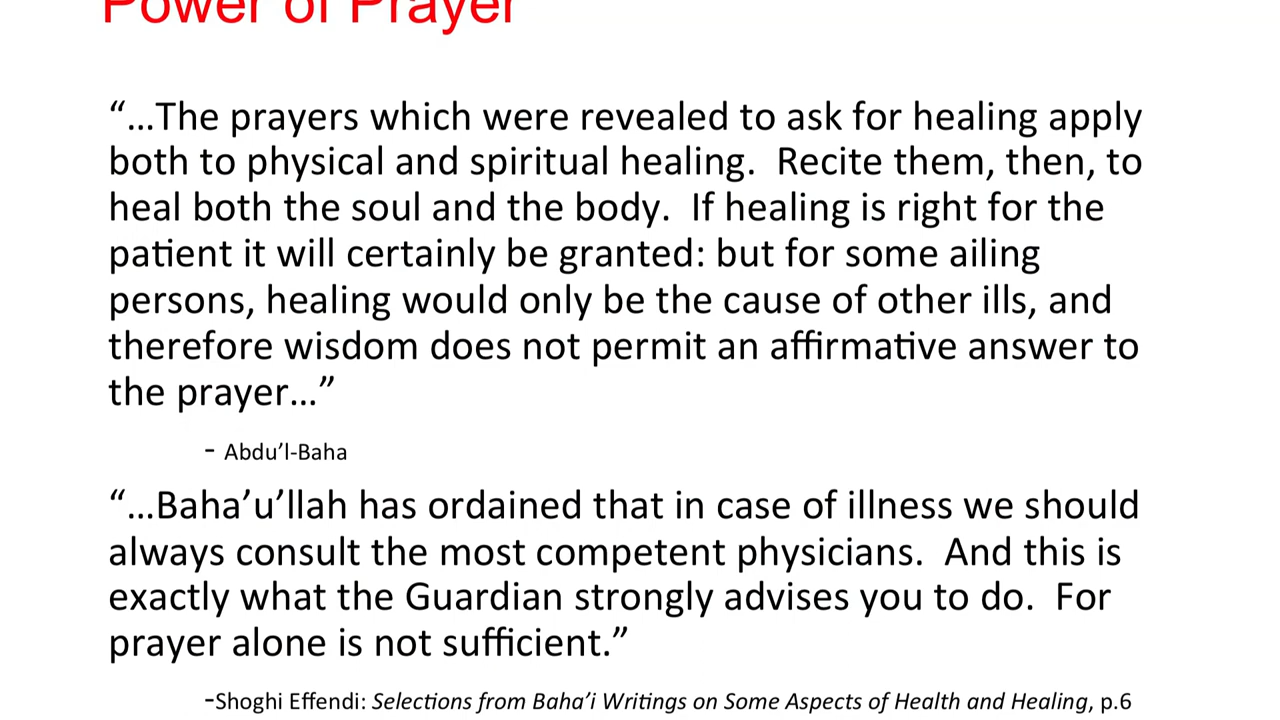 Power of Prayer
“...The prayers which were revealed to ask for healing apply
both to physical and spiritual healing.  Recite them, then, to
heal both the soul and the body.  If healing is right for the
patient it will certainly be granted: but for some ailing
persons, healing would only be the cause of other ills, and
therefore wisdom does not permit an affirmative answer to
the prayer...”
- Abdu’l-Baha
“...Baha’u’llah has ordained that in case of illness we should
always consult the most competent physicians.  And this is
exactly what the Guardian strongly advises you to do.  For
prayer alone is not sufficient.”
-Shoghi Effendi: Selections from Baha’i Writings on Some Aspects of Health and Healing, p.6